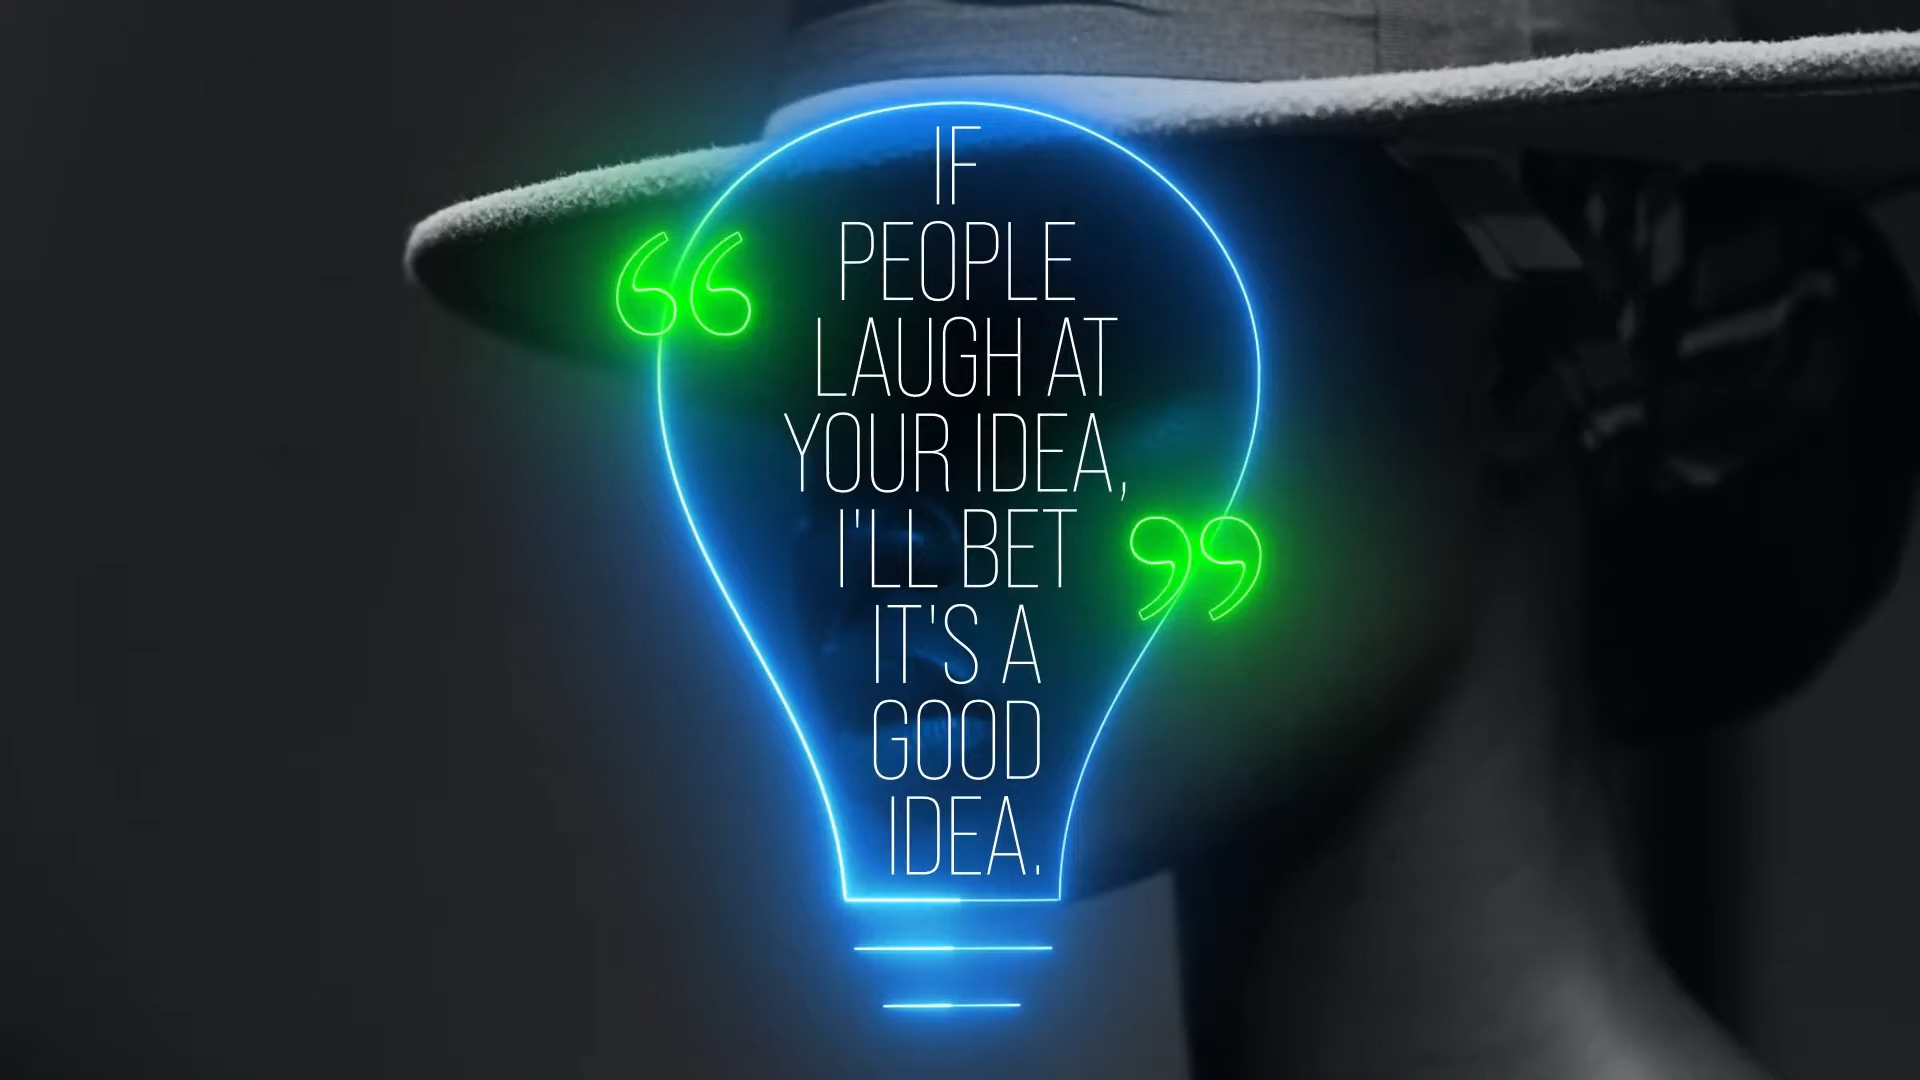 “
IF
PEOPLE
LAUGH AT
YOUR IDEA,
I'LL BET
IT'S A
GOOD
IDEA.
”